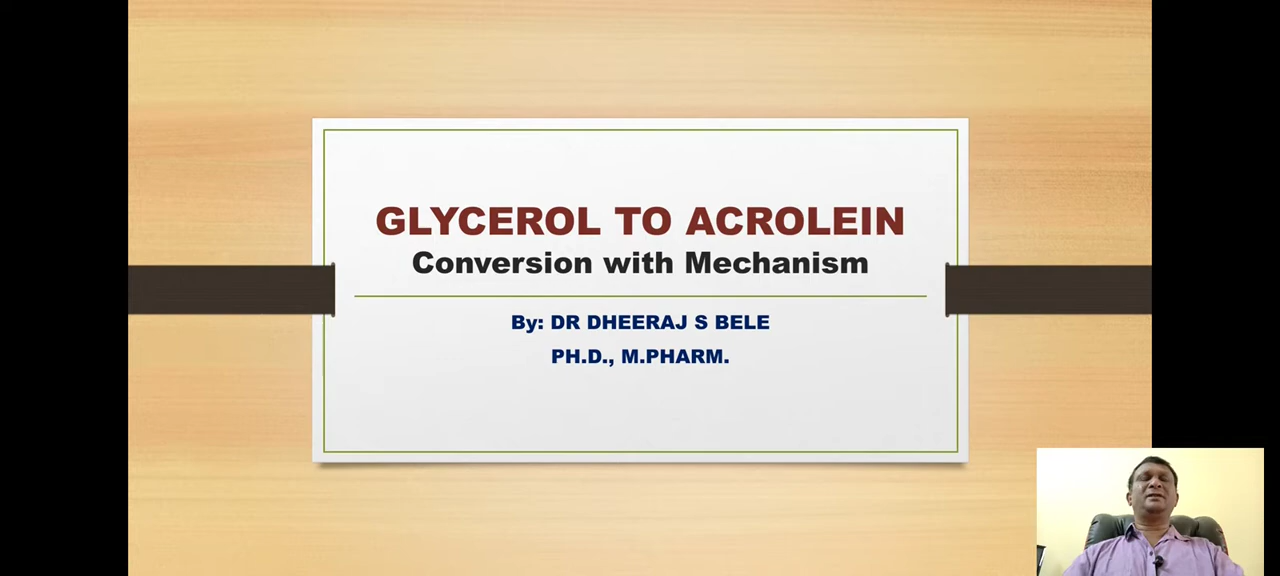 GLYCEROL TO ACROLEIN
Conversion with Mechanism
By: DR DHEERAJ S BELE
PH.D., M.PHARM.